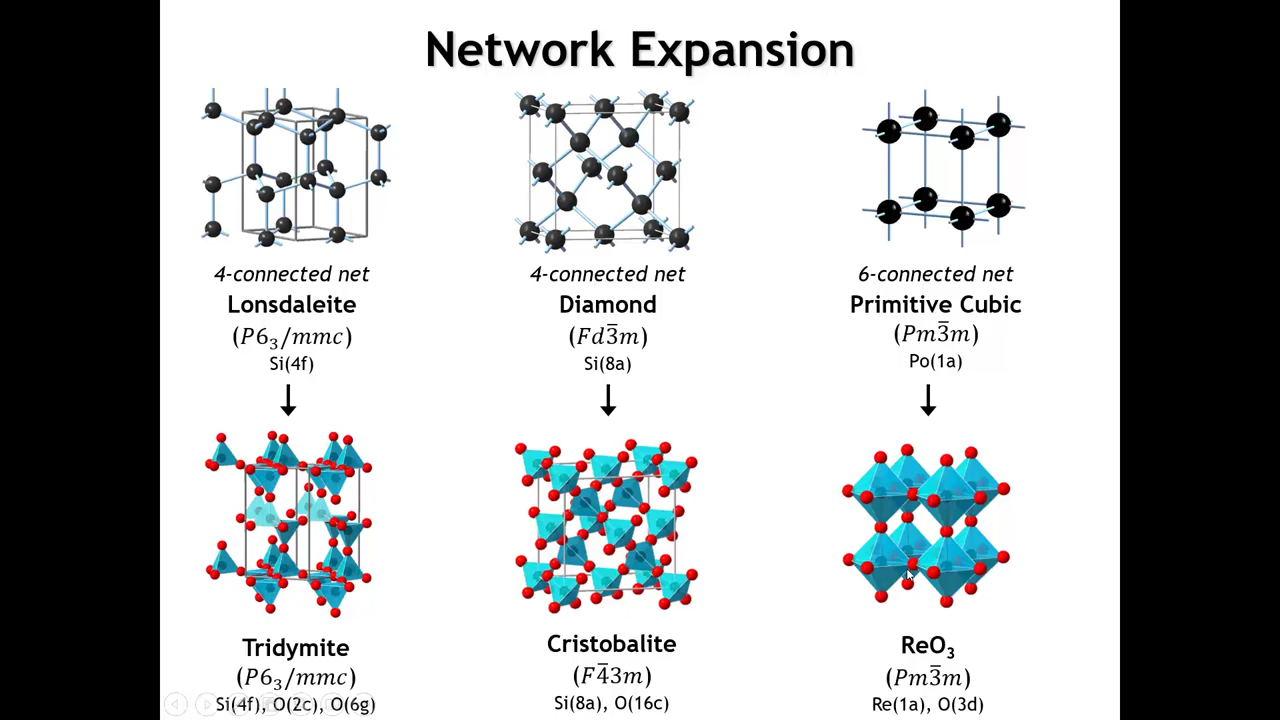 Network Expansion
4-connected net
Lonsdaleite
(P6₃/mmc)
Si(4f)
4-connected net
Diamond
(Fd3̅m)
Si(8a)
6-connected net
Primitive Cubic
(Pm3̅m)
Po(1a)
Tridymite
(P6₃/mmc)
Si(4f), O(2c), O(6g)
Cristobalite
(F4̅3m)
Si(8a), O(16c)
ReO₃
(Pm3̅m)
Re(1a), O(3d)